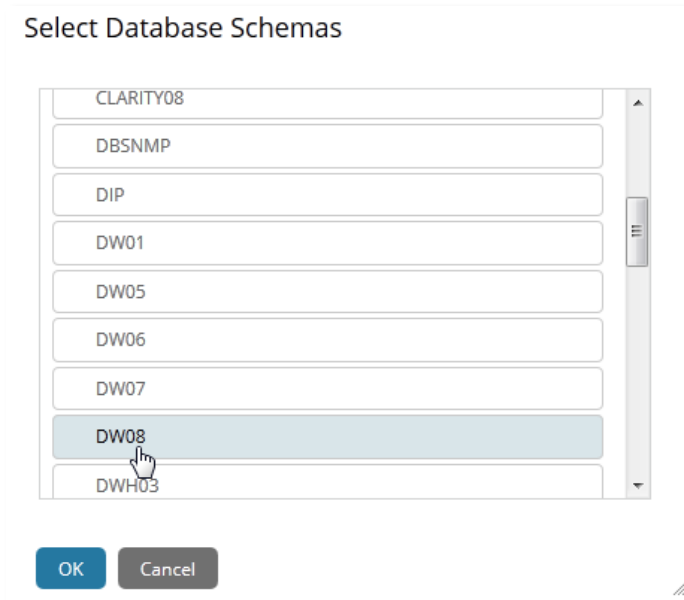 Select Database Schemas
CLARITY08
DBSNMP
DIP
DW01
DW05
DW06
DW07
DW08
DWH03
OK
Cancel